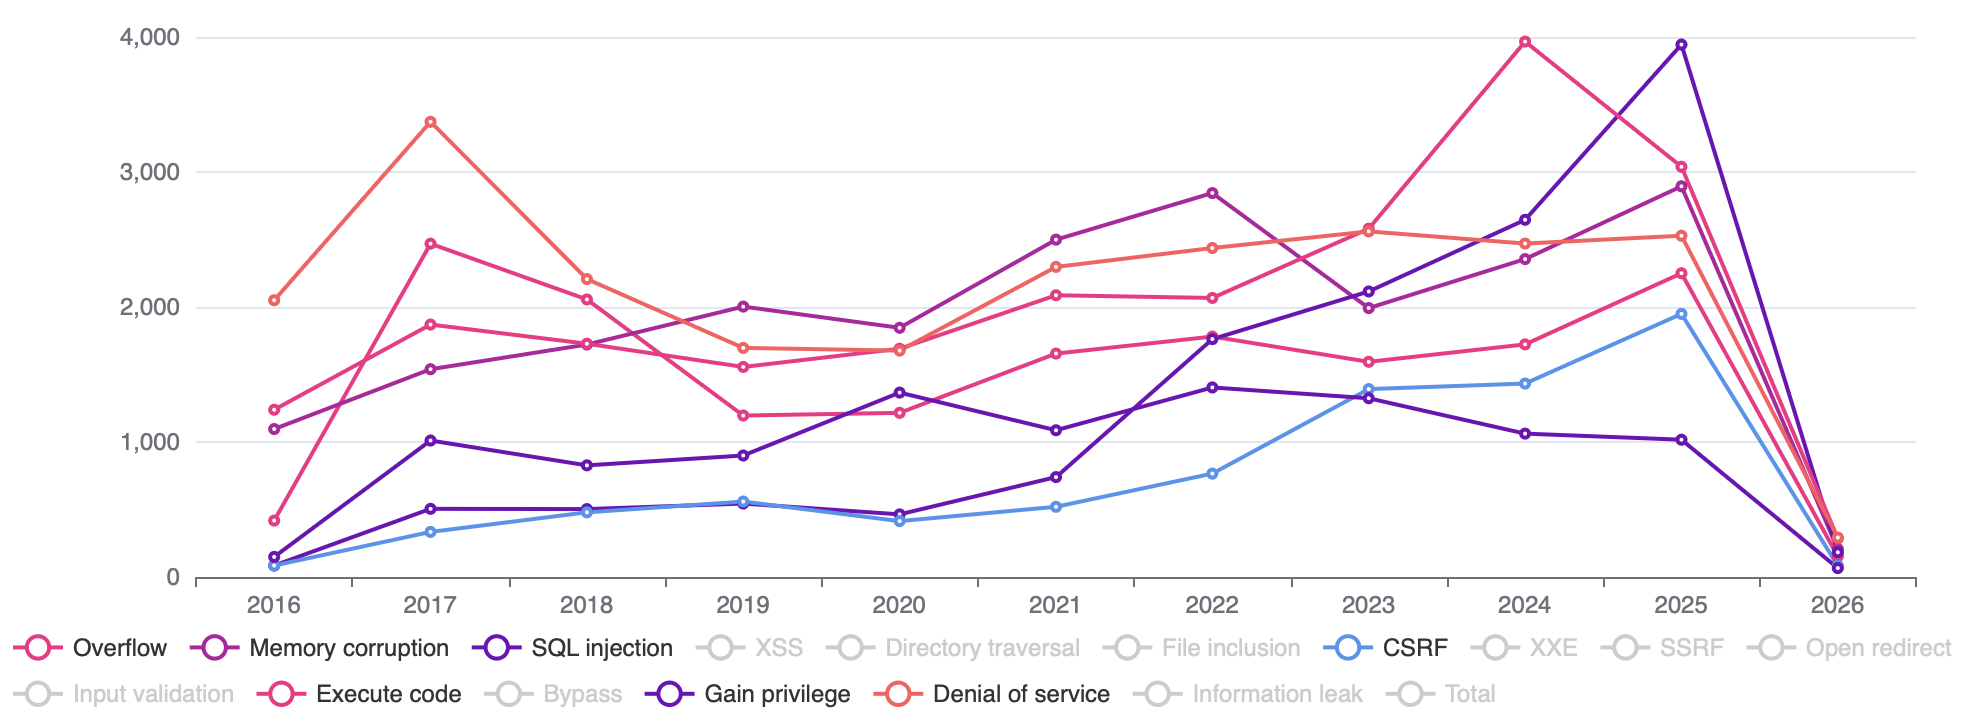 4,000
3,000
2,000
1,000
0
2016 2017 2018 2019 2020 2021 2022 2023 2024 2025 2026
Overflow Memory corruption SQL injection XSS Directory traversal File inclusion CSRF XXE SSRF Open redirect
Input validation Execute code Bypass Gain privilege Denial of service Information leak Total